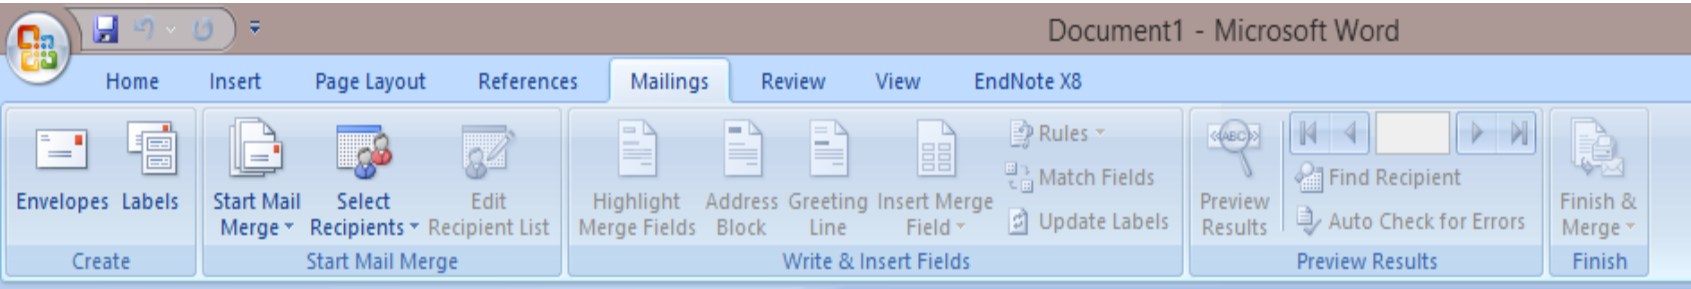 Document1 - Microsoft Word
Home Insert Page Layout References Mailings Review View EndNote X8
Envelopes Labels
Create
Start Mail
Merge
Select
Recipients
Edit
Recipient List
Start Mail Merge
Highlight
Merge Fields
Address
Block
Greeting
Line
Insert Merge
Field
Rules
Match Fields
Update Labels
Write & Insert Fields
«ABC»
Preview
Results
Find Recipient
Auto Check for Errors
Preview Results
Finish &
Merge
Finish